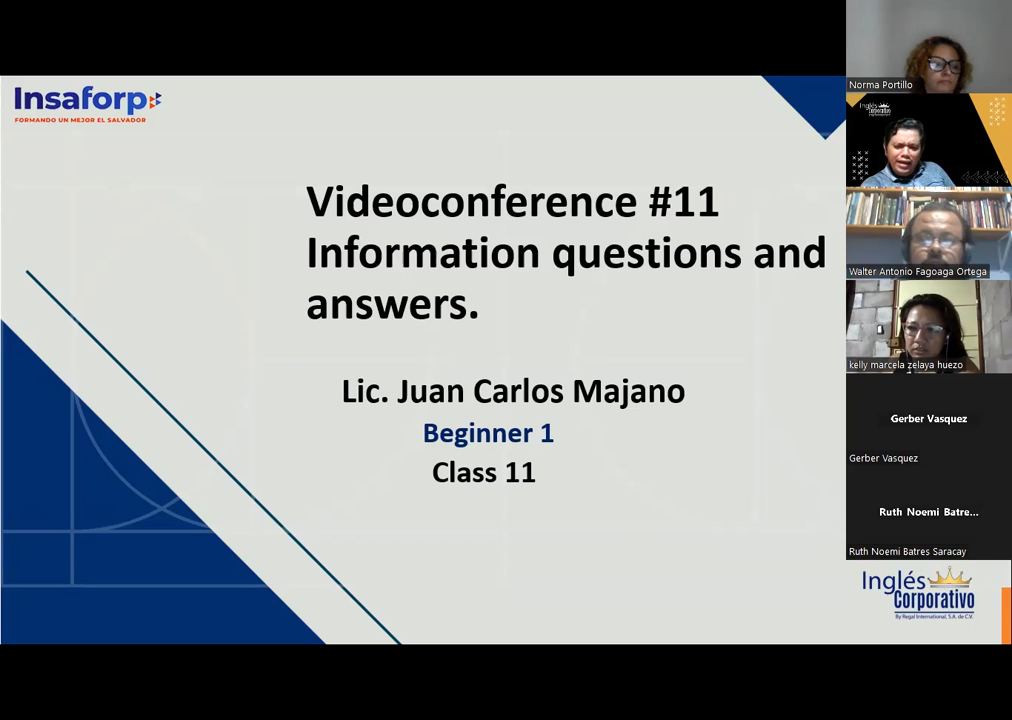 Insaforp
FORMANDO UN MEJOR EL SALVADOR
Videoconference #11
Information questions and
answers.
Lic. Juan Carlos Majano
Beginner 1
Class 11
Norma Portillo
Inglés
Corporativo
Walter Antonio Fagoaga Ortega
kelly marcela zelaya huezo
Gerber Vasquez
Gerber Vasquez
Ruth Noemi Batre...
Ruth Noemi Batres Saracay
Inglés
Corporativo
By Regal International, S.A. de C.V.